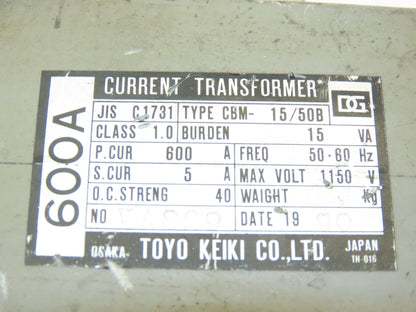 600A
CURRENT TRANSFORMER
DG
JIS C1731 TYPE CBM- 15/50B
CLASS 1.0 BURDEN 15 VA
P.CUR 600 A FREQ 50-60 Hz
S.CUR 5 A MAX VOLT 1150 V
O.C.STRENG 40 WAIGHT Kg
NO DATE 19
OSAKA TOYO KEIKI CO.,LTD. JAPAN
TH-016